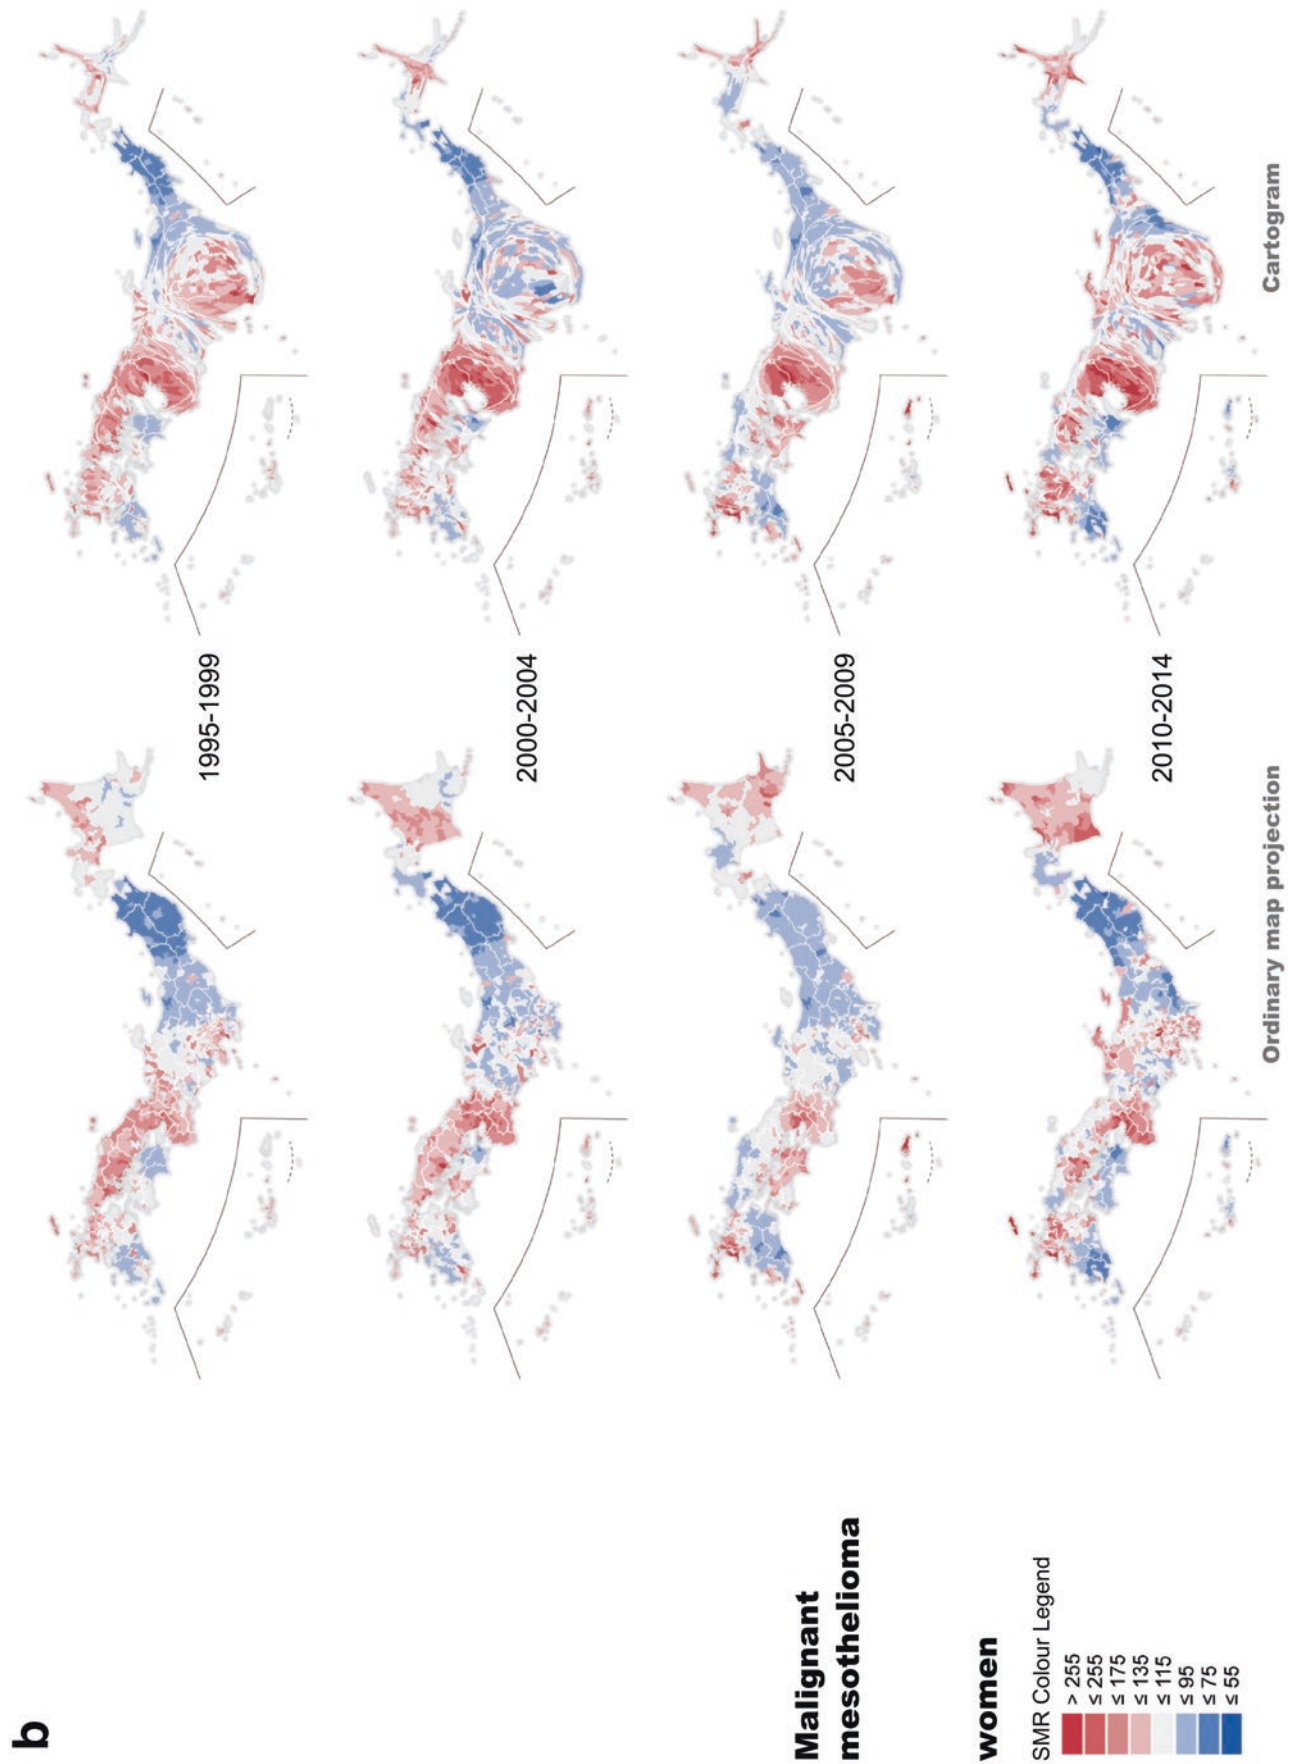 b
1995-1999
2000-2004
2005-2009
2010-2014
Malignant
mesothelioma
women
SMR Colour Legend
> 255
≤ 255
≤ 175
≤ 135
≤ 115
≤ 95
≤ 75
≤ 55
Ordinary map projection
Cartogram